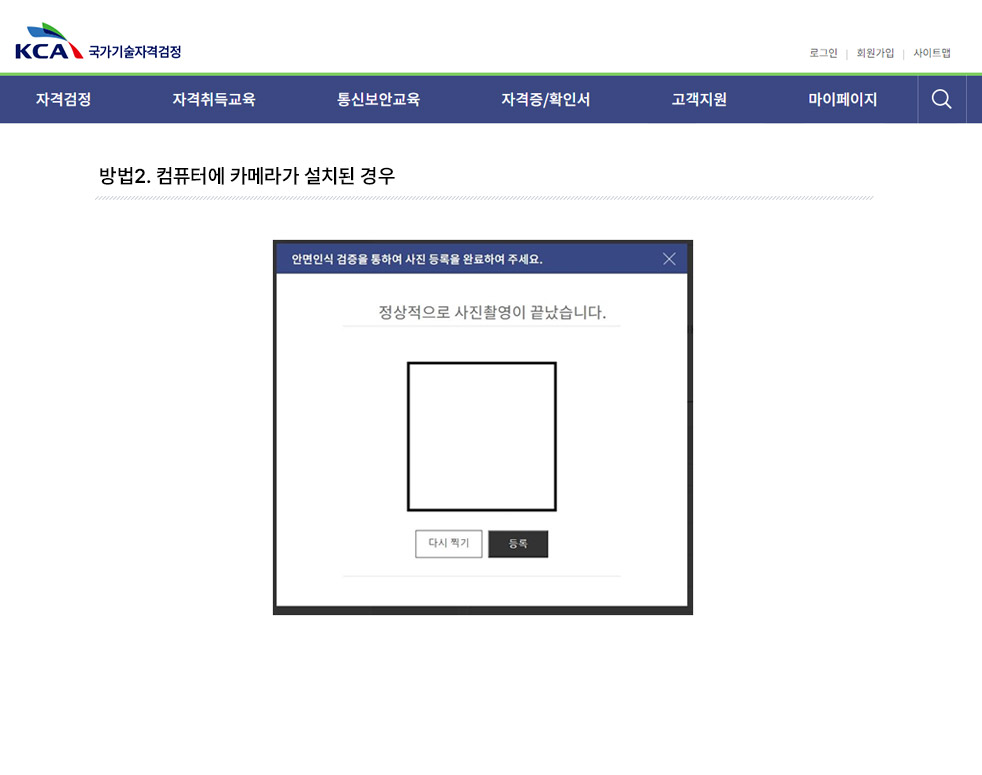 KCA 국가기술자격검정
로그인 | 회원가입 | 사이트맵
자격검정 자격취득교육 통신보안교육 자격증/확인서 고객지원 마이페이지
방법2. 컴퓨터에 카메라가 설치된 경우
안면인식 검증을 통하여 사진 등록을 완료하여 주세요.
정상적으로 사진촬영이 끝났습니다.
다시 찍기 등록